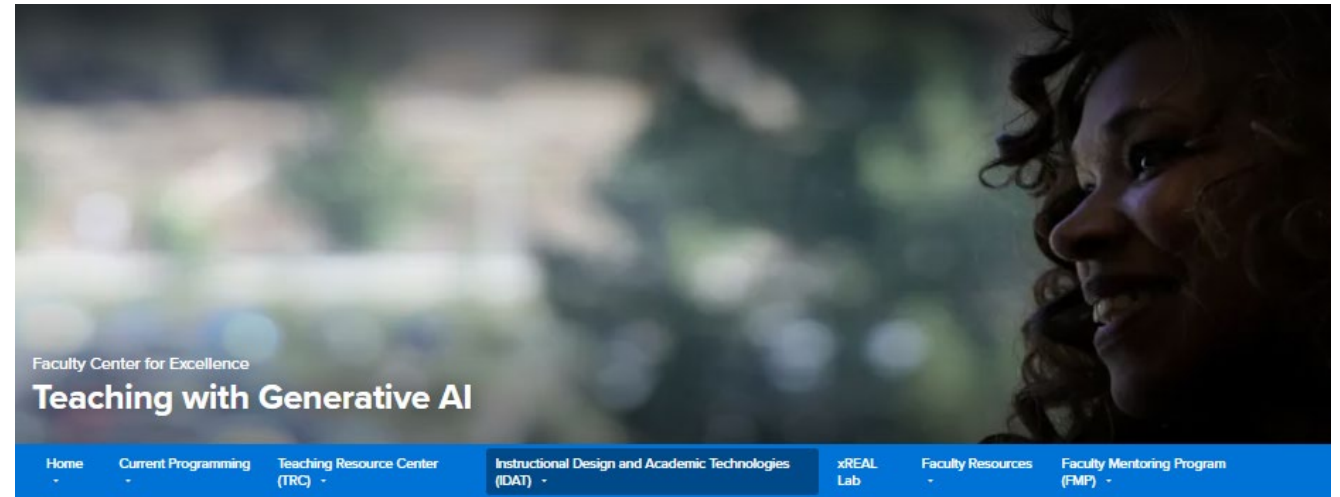 Faculty Center for Excellence
Teaching with Generative AI
Home
Current Programming
Teaching Resource Center
(TRC)
Instructional Design and Academic Technologies
(IDAT)
xREAL
Lab
Faculty Resources
Faculty Mentoring Program
(FMP)